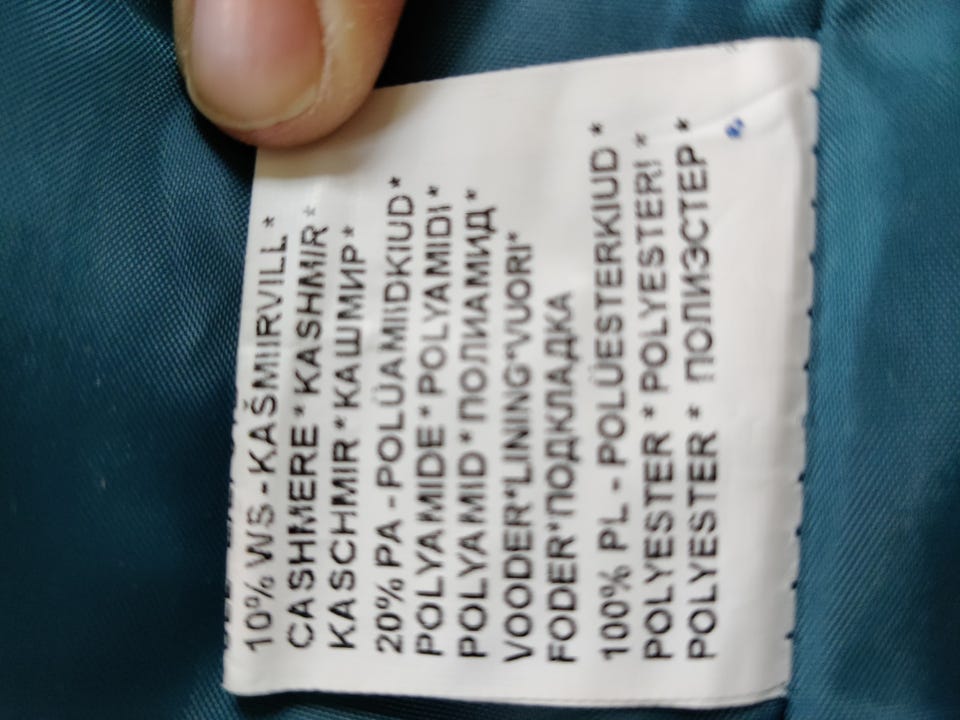 10% WS - KAŠMIIRVILL *
CASHMERE * KASHMIR *
KASCHMIR * КАШМИР *
20% PA - POLÜAMIIDKIUD *
POLYAMIDE * POLYAMIDI *
POLYAMID * ПОЛИАМИД *
VOODER*LINING*VUORI*
FODER*ПОДКЛАДКА
100% PL - POLÜESTERKIUD *
POLYESTER * POLYESTERI *
POLYESTER * ПОЛИЭСТЕР *